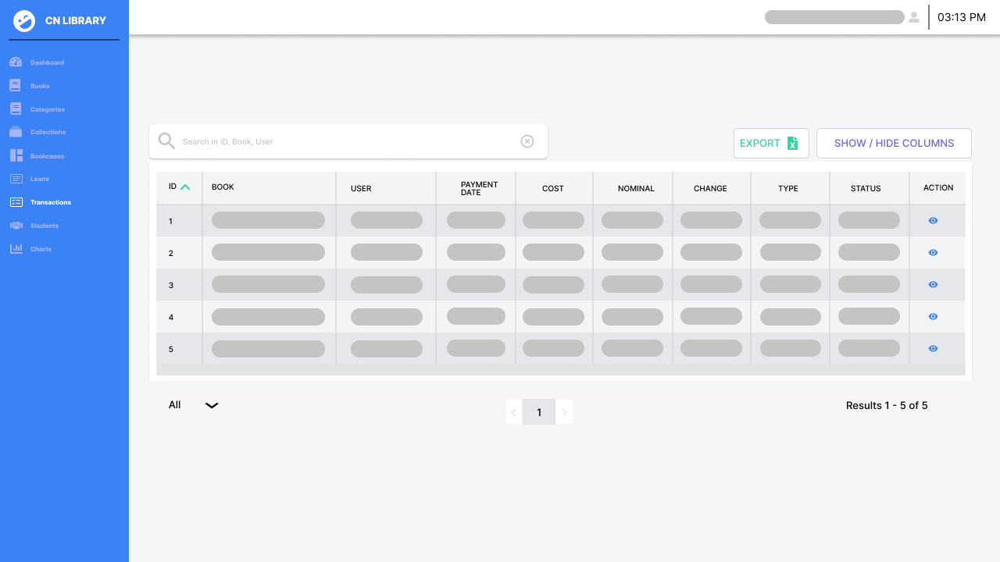 CN LIBRARY
03:13 PM
Dashboard
Books
Categories
Collections
Bookcases
Loans
Transactions
Students
Charts
Search in ID, Book, User
EXPORT
X
SHOW / HIDE COLUMNS
ID
BOOK
USER
PAYMENT
DATE
COST
NOMINAL
CHANGE
TYPE
STATUS
ACTION
1
2
3
4
5
All
1
Results 1 - 5 of 5